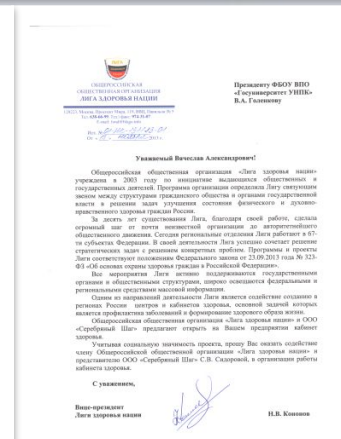 ОБЩЕРОССИЙСКАЯ
ОБЩЕСТВЕННАЯ ОРГАНИЗАЦИЯ
ЛИГА ЗДОРОВЬЯ НАЦИИ
Президенту ФБОУ ВПО
«Госуниверситет УНПК»
В.А. Голенкову
Уважаемый Вячеслав Александрович!
Общероссийская общественная организация «Лига здоровья нации»
учреждена в 2003 году по инициативе выдающихся общественных и
государственных деятелей. Программа организации определила Лигу связующим
звеном между структурами гражданского общества и органами государственной
власти в решении задач улучшения состояния физического и духовно-
нравственного здоровья граждан России.
За десять лет существования Лига, благодаря своей работе, сделала
огромный шаг от почти неизвестной организации до авторитетнейшего
общественного движения. Сегодня региональные отделения Лиги работают в 67-
ти субъектах Федерации. В своей деятельности Лига успешно сочетает решение
стратегических задач с решением конкретных проблем. Программы и проекты
Лиги соответствуют положениям Федерального закона от 23.09.2013 года № 323-
ФЗ «Об основах охраны здоровья граждан в Российской Федерации».
Все мероприятия Лиги активно поддерживаются государственными
органами и общественными структурами, широко освещаются федеральными и
региональными средствами массовой информации.
Одним из направлений деятельности Лиги является содействие созданию в
регионах России центров и кабинетов здоровья, основной задачей которых
является профилактика заболеваний и формирование здорового образа жизни.
Общероссийская общественная организация «Лига здоровья нации» и ООО
«Серебряный Шаг» предлагают открыть на Вашем предприятии кабинет
здоровья.
Учитывая социальную значимость проекта, прошу Вас оказать содействие
члену Общероссийской общественной организации «Лига здоровья нации» и
представителю ООО «Серебряный Шаг» С.В. Сидоровой, в организации работы
кабинета здоровья.
С уважением,
Вице-президент
Лиги здоровья нации
Н.В. Кононов